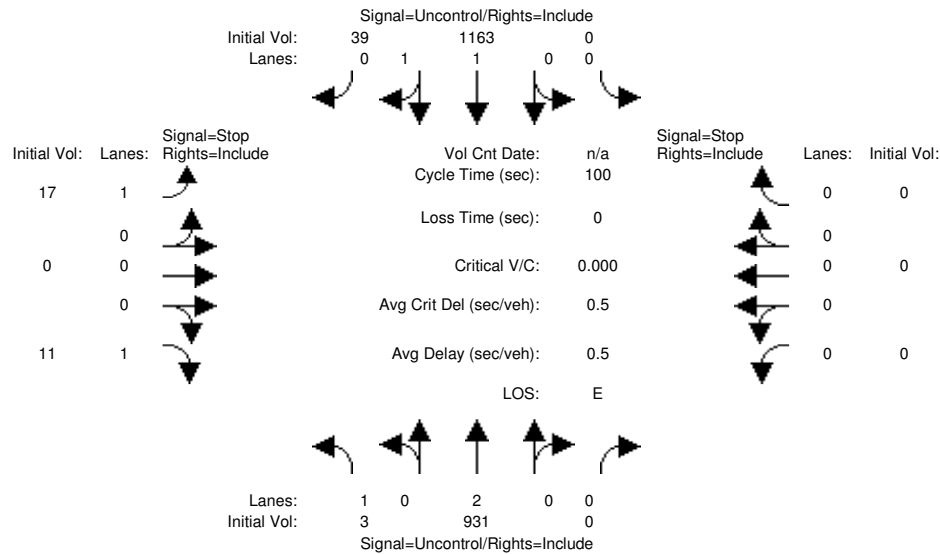 Signal=Uncontrol/Rights=Include
Initial Vol: 39 1163 0
Lanes: 0 1 1 0 0
Signal=Stop Signal=Stop
Initial Vol: Lanes: Rights=Include Vol Cnt Date: n/a Rights=Include Lanes: Initial Vol:
Cycle Time (sec): 100
17 1 0 0
Loss Time (sec): 0
0 0
0 0 Critical V/C: 0.000 0 0
0 Avg Crit Del (sec/veh): 0.5 0
11 1 Avg Delay (sec/veh): 0.5 0 0
LOS: E
Lanes: 1 0 2 0 0
Initial Vol: 3 931 0
Signal=Uncontrol/Rights=Include